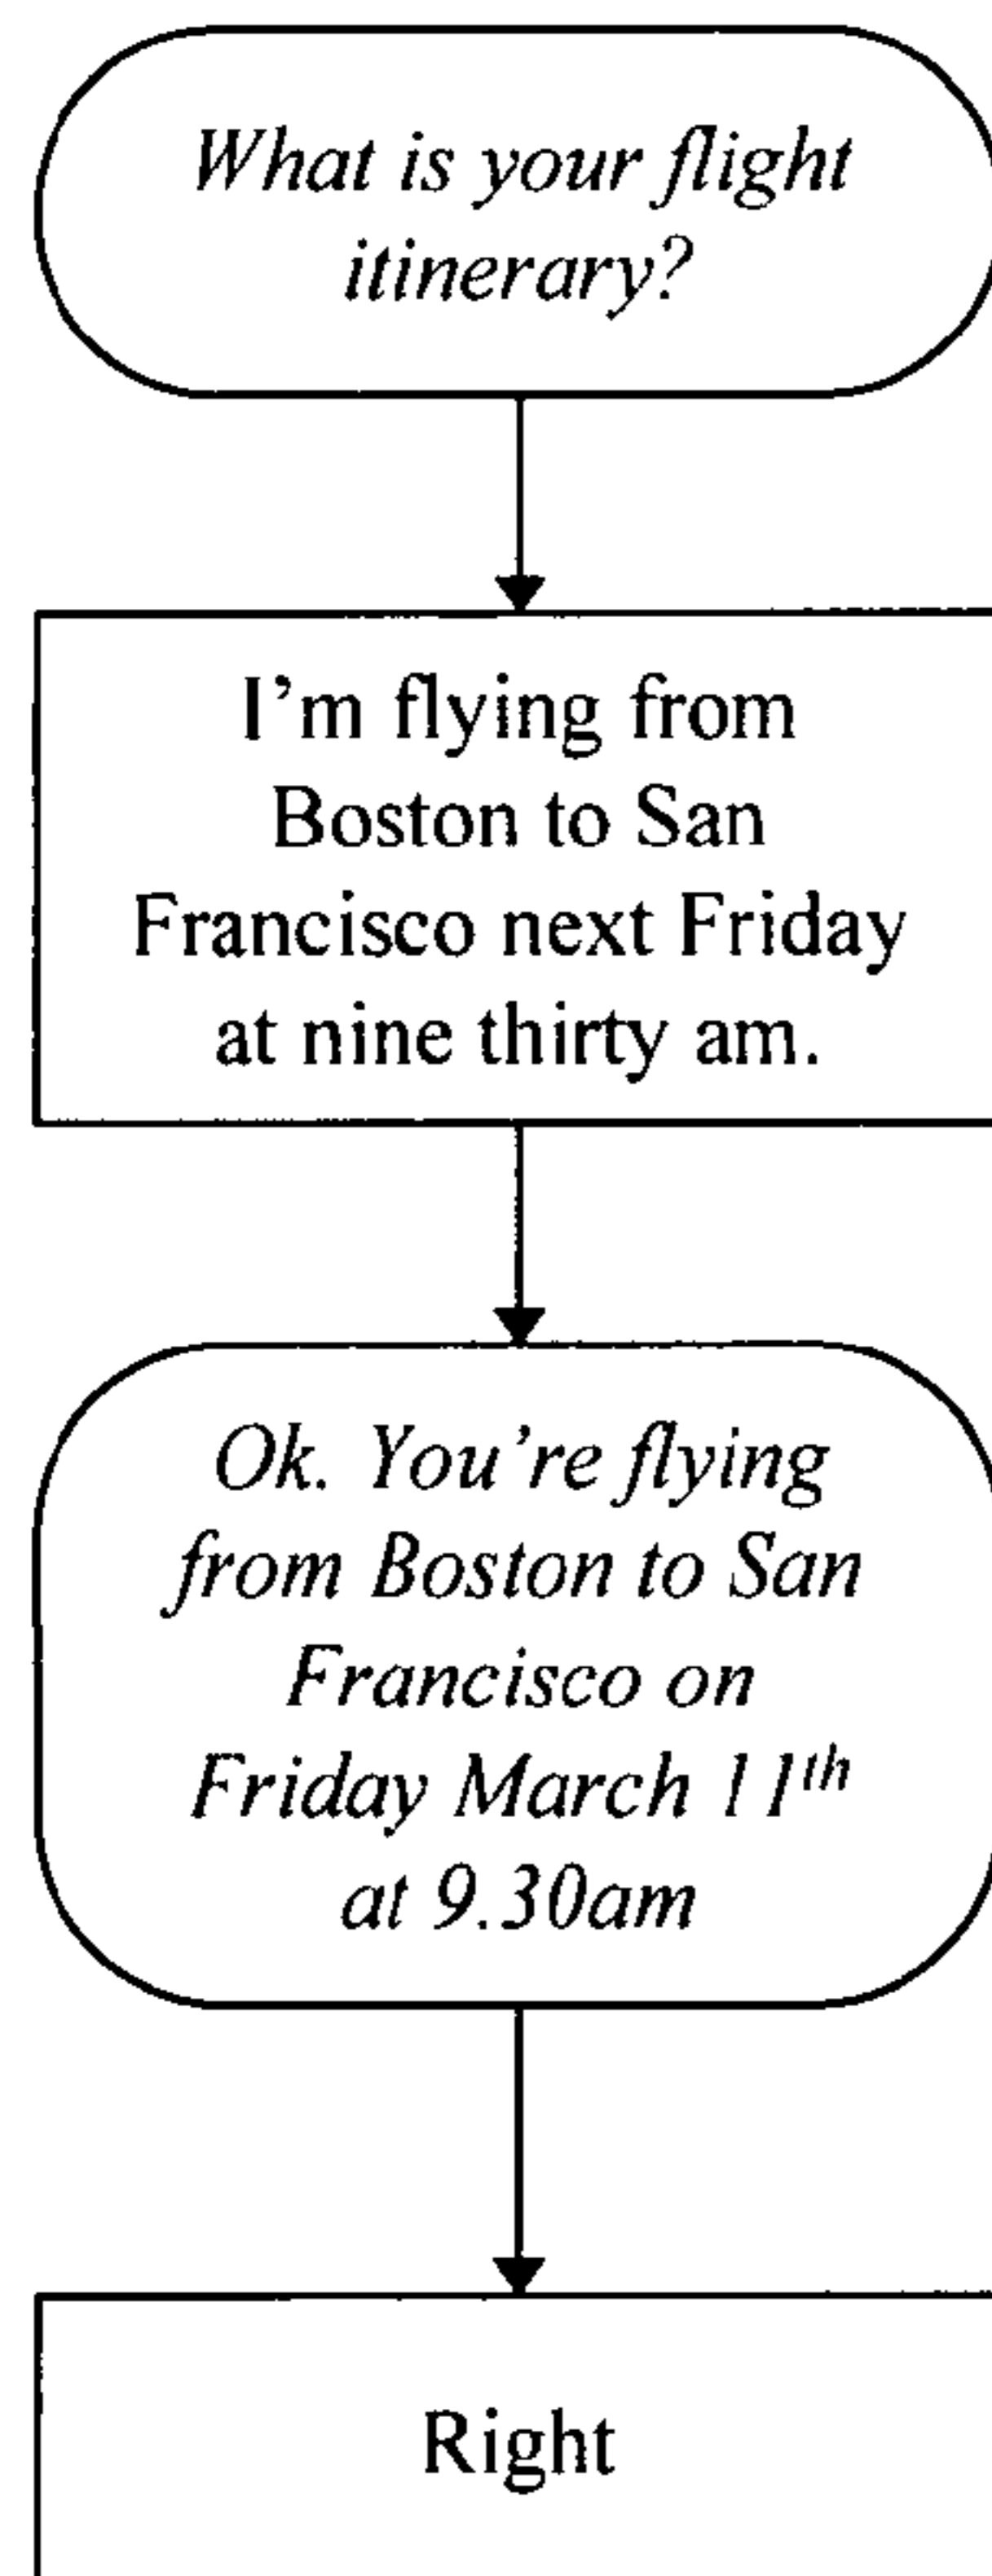 What is your flight
itinerary?
I'm flying from
Boston to San
Francisco next Friday
at nine thirty am.
Ok. You're flying
from Boston to San
Francisco on
Friday March 11th
at 9.30am
Right